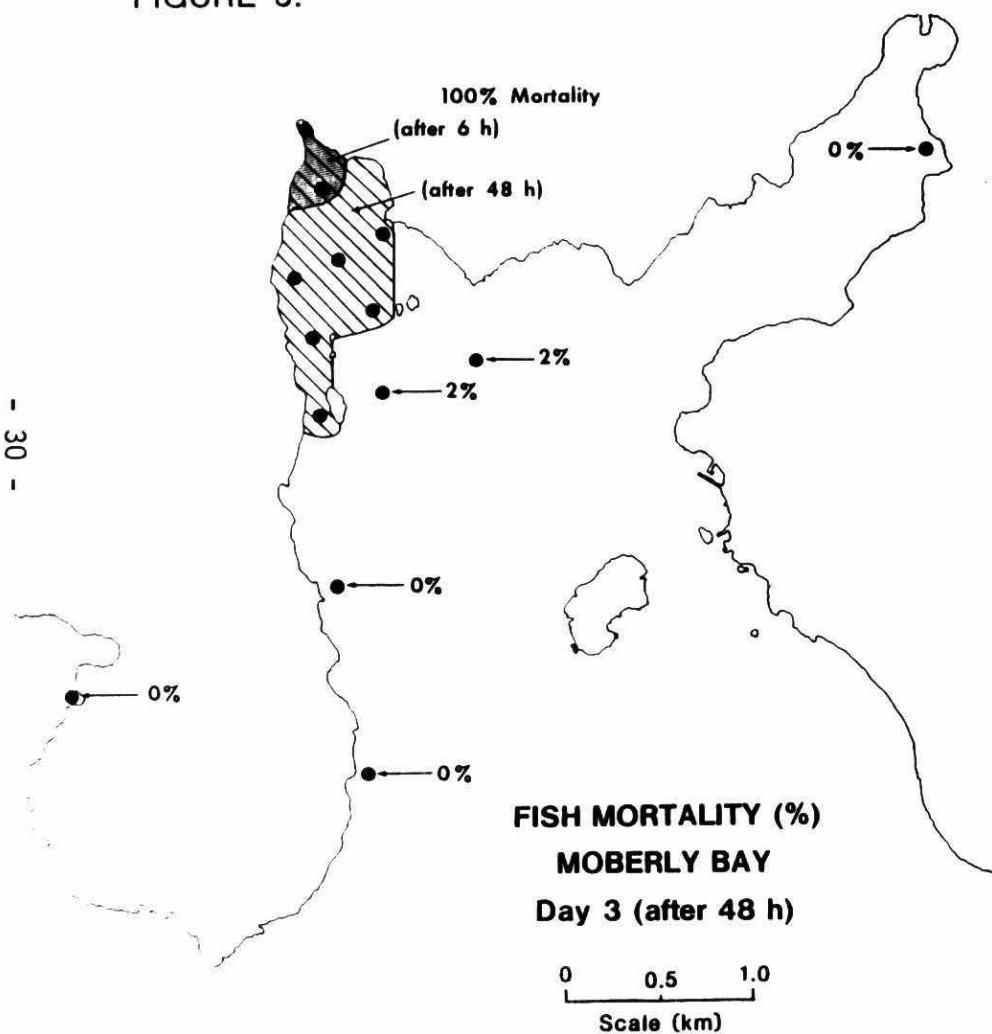 FIGURE 5.
100% Mortality
(after 6 h)
0%
(after 48 h)
2%
2%
- 30 -
0%
0%
0%
FISH MORTALITY (%)
MOBERLY BAY
Day 3 (after 48 h)
0 0.5 1.0
Scale (km)